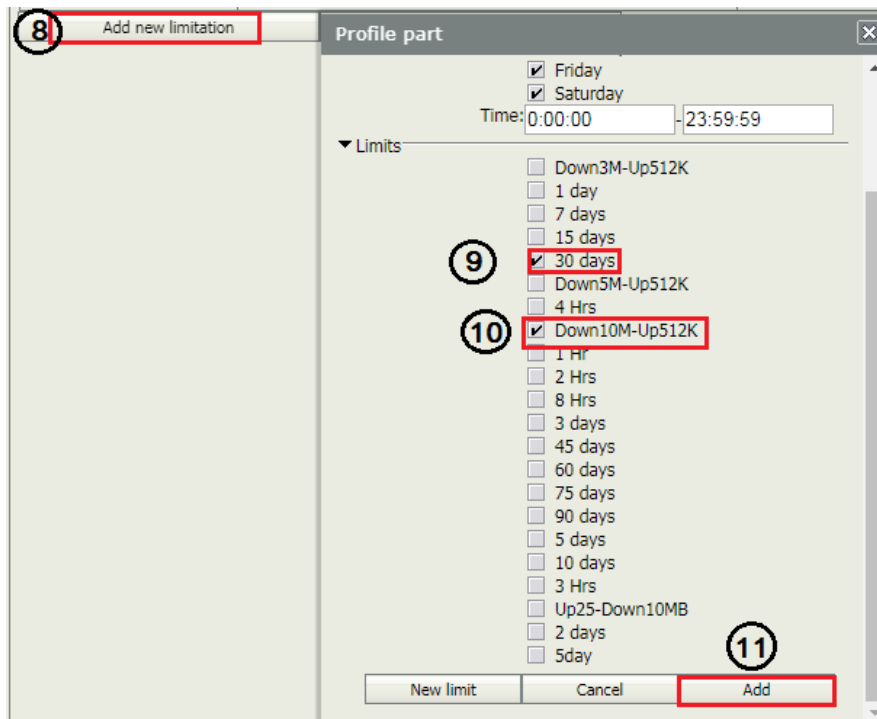 8 Add new limitation
Profile part
Friday
Saturday
Time: 0:00:00 - 23:59:59
Limits
Down3M-Up512K
1 day
7 days
15 days
9 30 days
Down5M-Up512K
4 Hrs
10 Down10M-Up512K
1 Hr
2 Hrs
8 Hrs
3 days
45 days
60 days
75 days
90 days
5 days
10 days
3 Hrs
Up25-Down10MB
2 days
5day
11
New limit Cancel Add